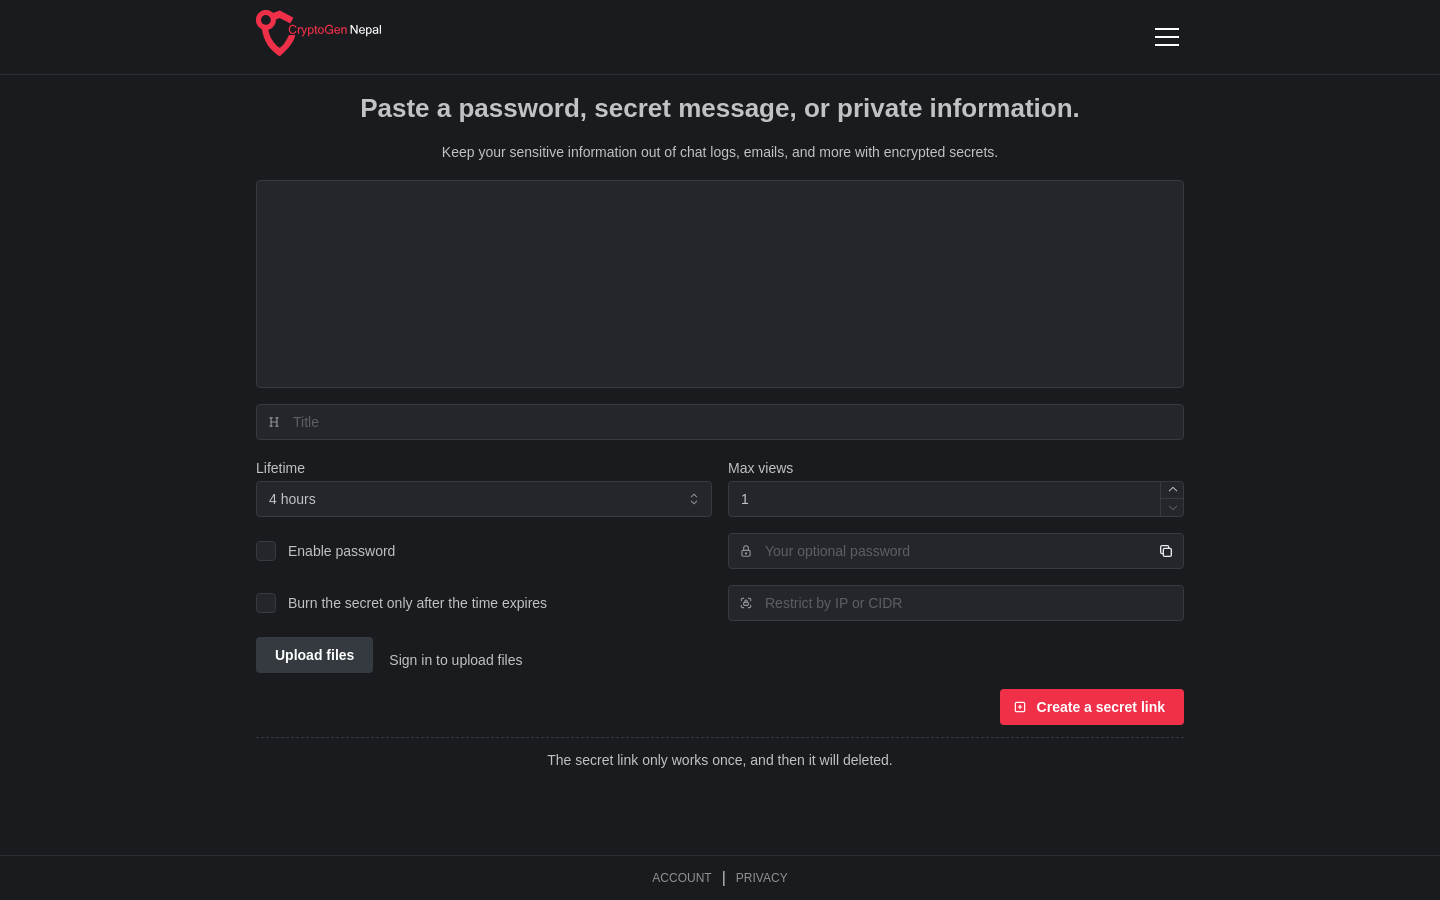 CryptoGen Nepal
Paste a password, secret message, or private information.
Keep your sensitive information out of chat logs, emails, and more with encrypted secrets.
Title
Lifetime
Max views
4 hours
1
Enable password
Your optional password
Burn the secret only after the time expires
Restrict by IP or CIDR
Upload files
Sign in to upload files
Create a secret link
The secret link only works once, and then it will deleted.
ACCOUNT | PRIVACY